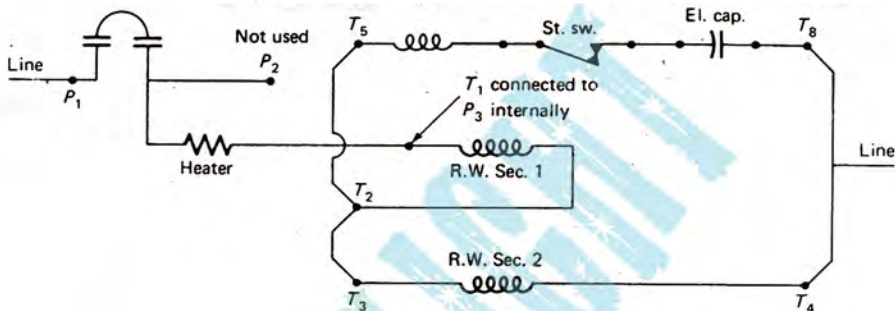 Line
P1
Not used
P2
Heater
T5
St. sw.
El. cap.
T8
T1 connected to
P3 internally
R.W. Sec. 1
Line
T2
R.W. Sec. 2
T3
T4